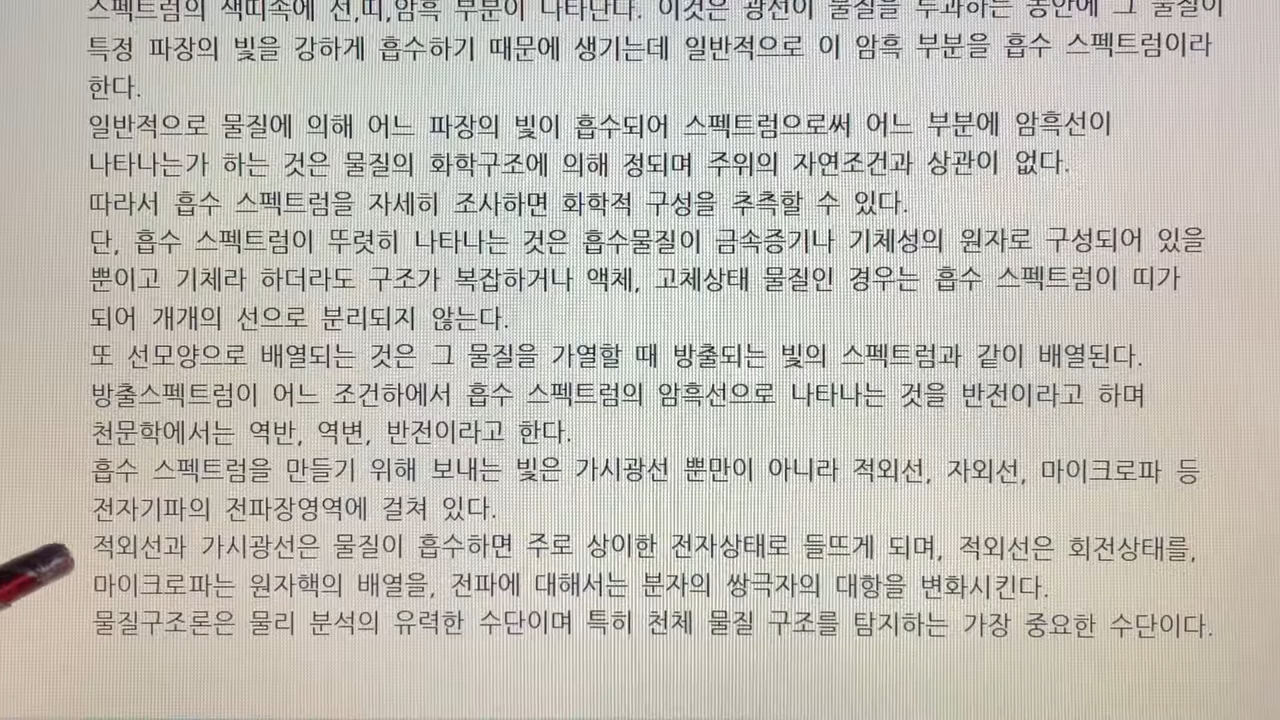 스펙트럼의 색띠속에 선,띠,암흑 부분이 나타난다. 이것은 광선이 물질을 투과하는 동안에 그 물질이
특정 파장의 빛을 강하게 흡수하기 때문에 생기는데 일반적으로 이 암흑 부분을 흡수 스펙트럼이라
한다.
일반적으로 물질에 의해 어느 파장의 빛이 흡수되어 스펙트럼으로써 어느 부분에 암흑선이
나타나는가 하는 것은 물질의 화학구조에 의해 정되며 주위의 자연조건과 상관이 없다.
따라서 흡수 스펙트럼을 자세히 조사하면 화학적 구성을 추측할 수 있다.
단, 흡수 스펙트럼이 뚜렷히 나타나는 것은 흡수물질이 금속증기나 기체성의 원자로 구성되어 있을
뿐이고 기체라 하더라도 구조가 복잡하거나 액체, 고체상태 물질인 경우는 흡수 스펙트럼이 띠가
되어 개개의 선으로 분리되지 않는다.
또 선모양으로 배열되는 것은 그 물질을 가열할 때 방출되는 빛의 스펙트럼과 같이 배열된다.
방출스펙트럼이 어느 조건하에서 흡수 스펙트럼의 암흑선으로 나타나는 것을 반전이라고 하며
천문학에서는 역반, 역변, 반전이라고 한다.
흡수 스펙트럼을 만들기 위해 보내는 빛은 가시광선 뿐만이 아니라 적외선, 자외선, 마이크로파 등
전자기파의 전파장영역에 걸쳐 있다.
적외선과 가시광선은 물질이 흡수하면 주로 상이한 전자상태로 들뜨게 되며, 적외선은 회전상태를,
마이크로파는 원자핵의 배열을, 전파에 대해서는 분자의 쌍극자의 대항을 변화시킨다.
물질구조론은 물리 분석의 유력한 수단이며 특히 천체 물질 구조를 탐지하는 가장 중요한 수단이다.